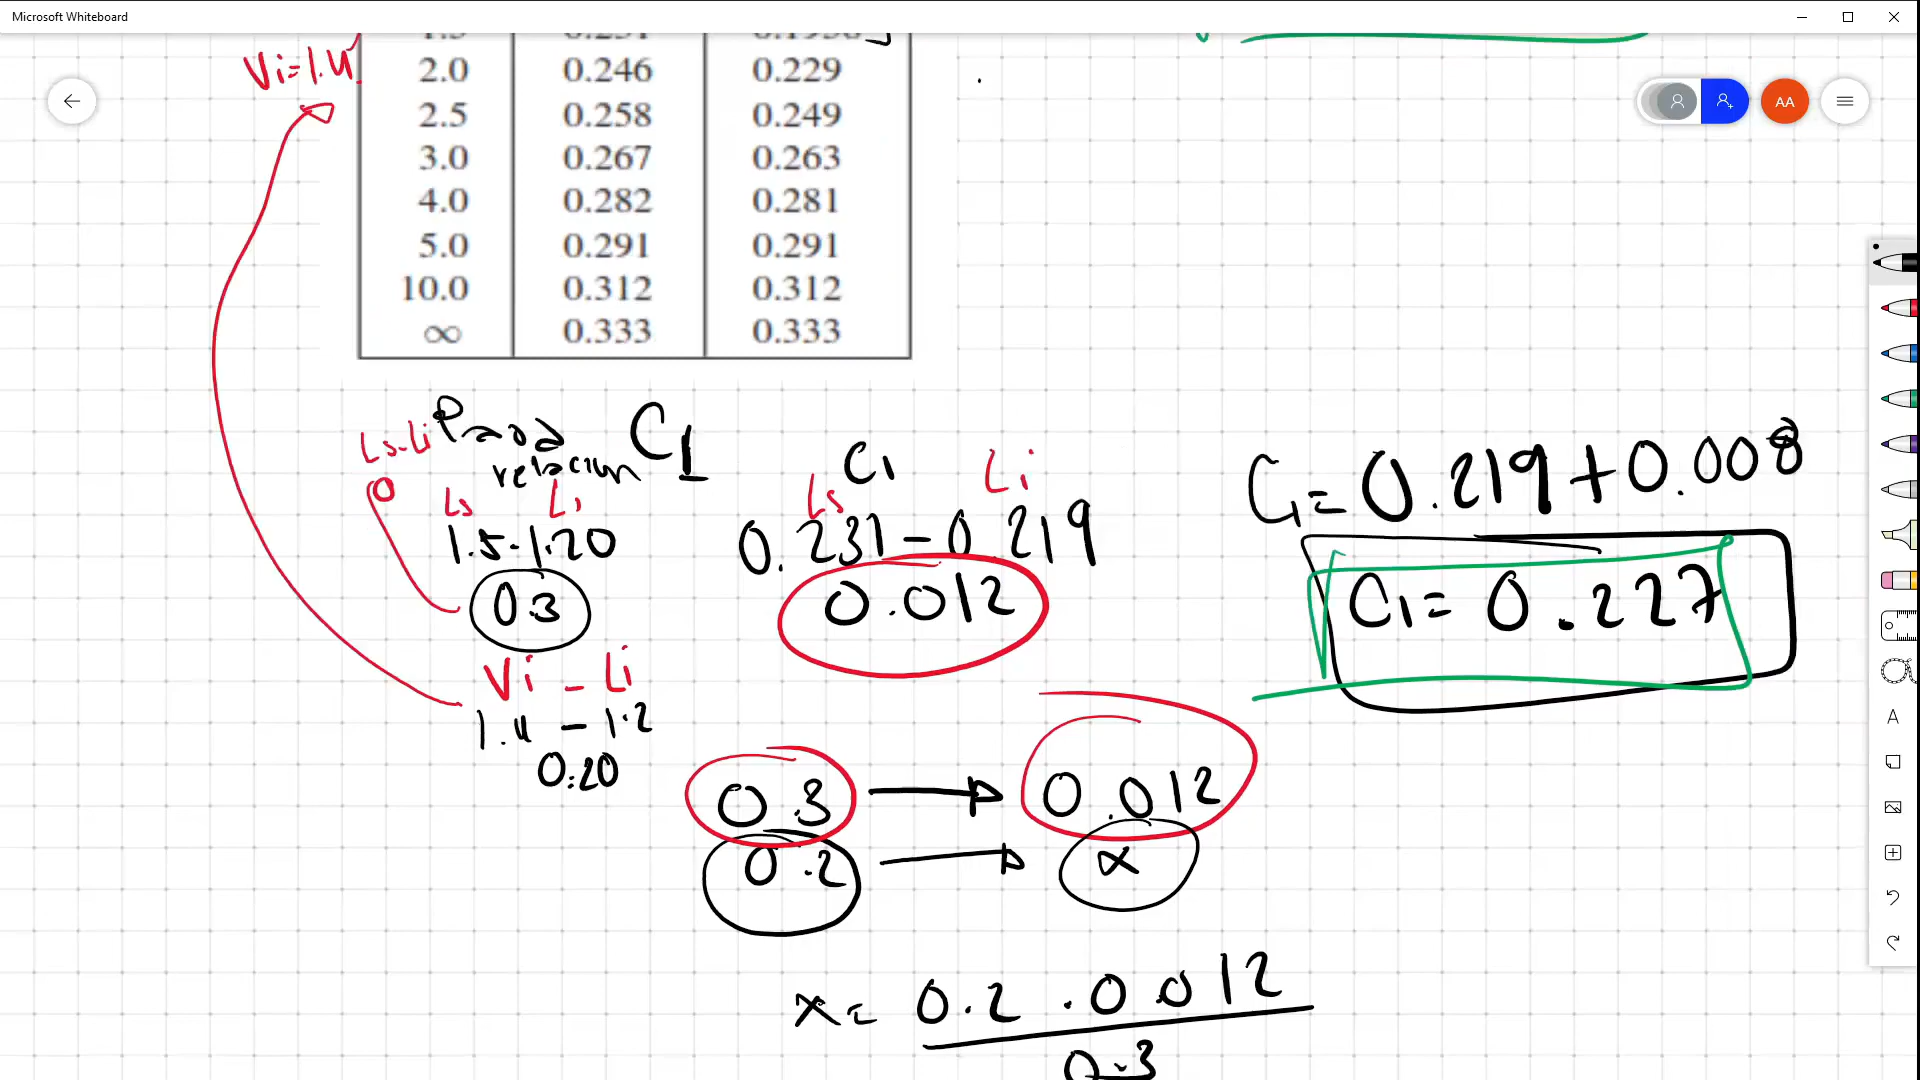 Microsoft Whiteboard
Vi=1.4
2.0 0.246 0.229
2.5 0.258 0.249
3.0 0.267 0.263
4.0 0.282 0.281
5.0 0.291 0.291
10.0 0.312 0.312
∞ 0.333 0.333
AA
Ls-Li
relacion C1
Ls Li
1.5-1.20
0.3
Vi - Li
1.4 - 1.2
0.20
C1
Ls Li
0.231-0.219
0.012
C1= 0.219+0.008
C1= 0.227
0.3 → 0.012
0.2 → x
x= 0.2 .0.012
0.3
A